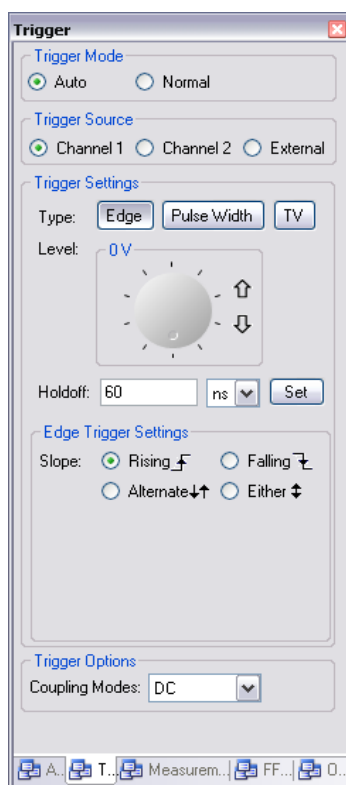 Trigger
Trigger Mode
Auto Normal
Trigger Source
Channel 1 Channel 2 External
Trigger Settings
Type: Edge Pulse Width TV
Level: 0 V
Holdoff: 60 ns Set
Edge Trigger Settings
Slope: Rising Falling
Alternate↓↑ Either
Trigger Options
Coupling Modes: DC
A.. T... Measurem... FF... O..